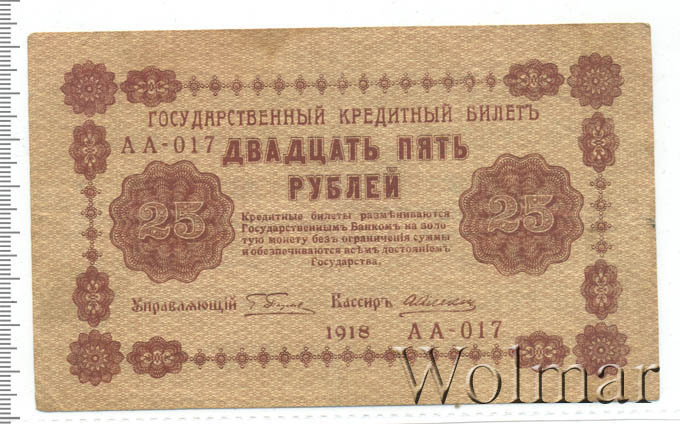 ГОСУДАРСТВЕННЫЙ КРЕДИТНЫЙ БИЛЕТЪ
АА-017
ДВАДЦАТЬ ПЯТЬ
РУБЛЕЙ
25
25
Кредитные билеты размѣниваются
Государственнымъ Банкомъ на золо-
тую монету безъ ограниченія суммы
и обезпечиваются всѣмъ достояніемъ
Государства.
Управляющій
Кассиръ
1918 АА-017
Wolmar